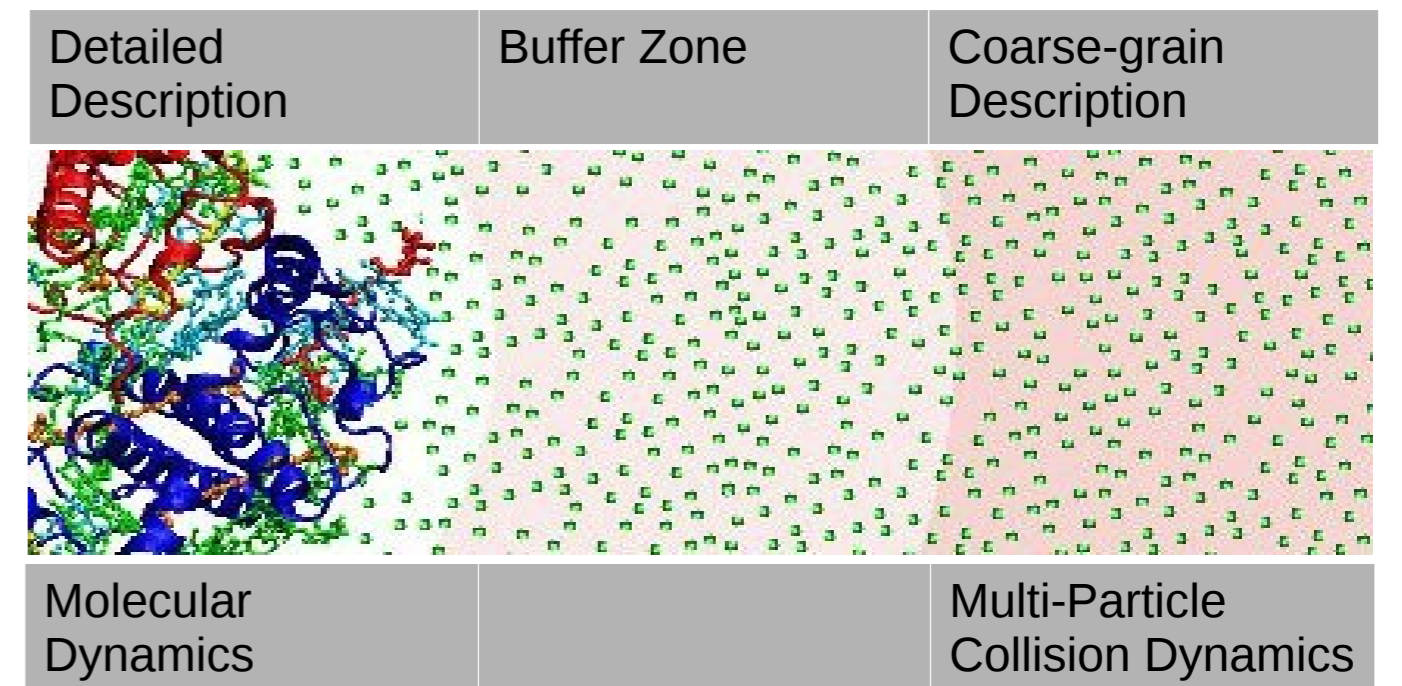 Detailed
Description
Buffer Zone
Coarse-grain
Description
Molecular
Dynamics
Multi-Particle
Collision Dynamics